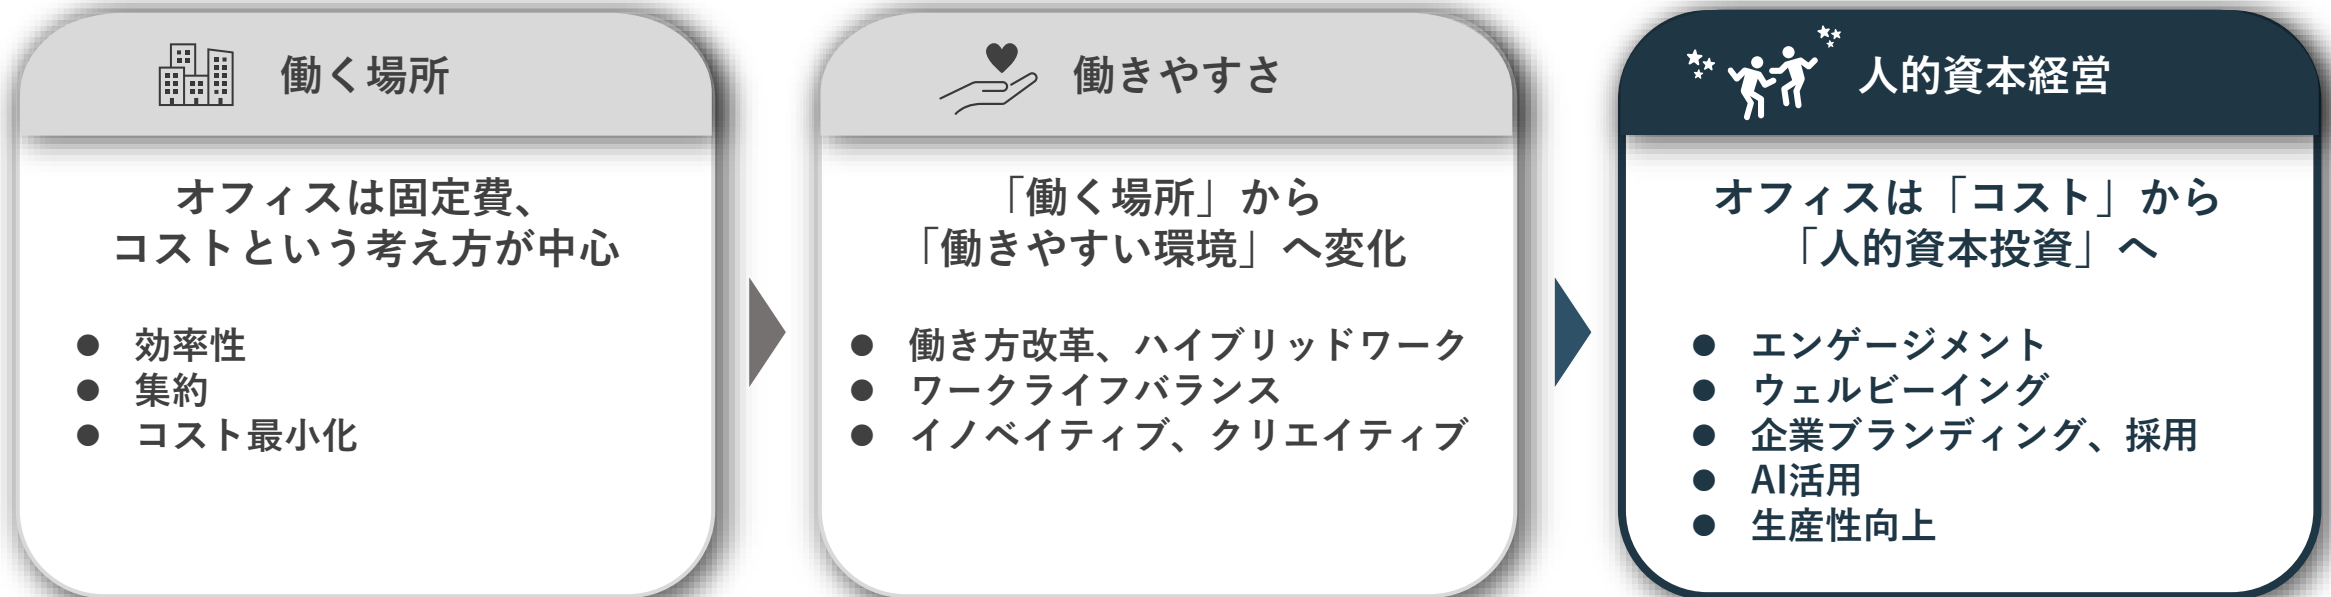 働く場所
オフィスは固定費、
コストという考え方が中心
● 効率性
● 集約
● コスト最小化
働きやすさ
「働く場所」から
「働きやすい環境」へ変化
● 働き方改革、ハイブリッドワーク
● ワークライフバランス
● イノベイティブ、クリエイティブ
人的資本経営
オフィスは「コスト」から
「人的資本投資」へ
● エンゲージメント
● ウェルビーイング
● 企業ブランディング、採用
● AI活用
● 生産性向上